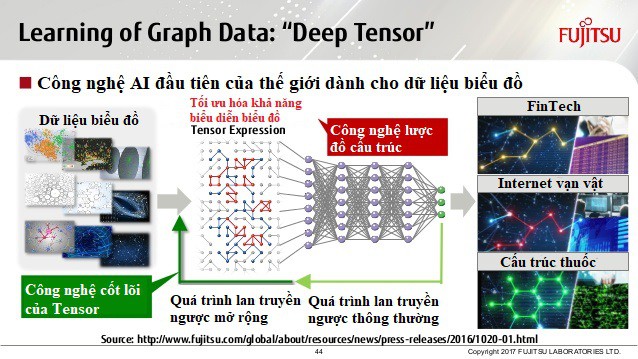 Learning of Graph Data: “Deep Tensor”
FUJITSU
Công nghệ AI đầu tiên của thế giới dành cho dữ liệu biểu đồ
Dữ liệu biểu đồ
Tối ưu hóa khả năng
biểu diễn biểu đồ
Tensor Expression
Công nghệ lược
đồ cấu trúc
FinTech
Internet vạn vật
Cấu trúc thuốc
Công nghệ cốt lõi
của Tensor
Quá trình lan truyền
ngược mở rộng
Quá trình lan truyền
ngược thông thường
Source: http://www.fujitsu.com/global/about/resources/news/press-releases/2016/1020-01.html
44
Copyright 2017 FUJITSU LABORATORIES LTD.